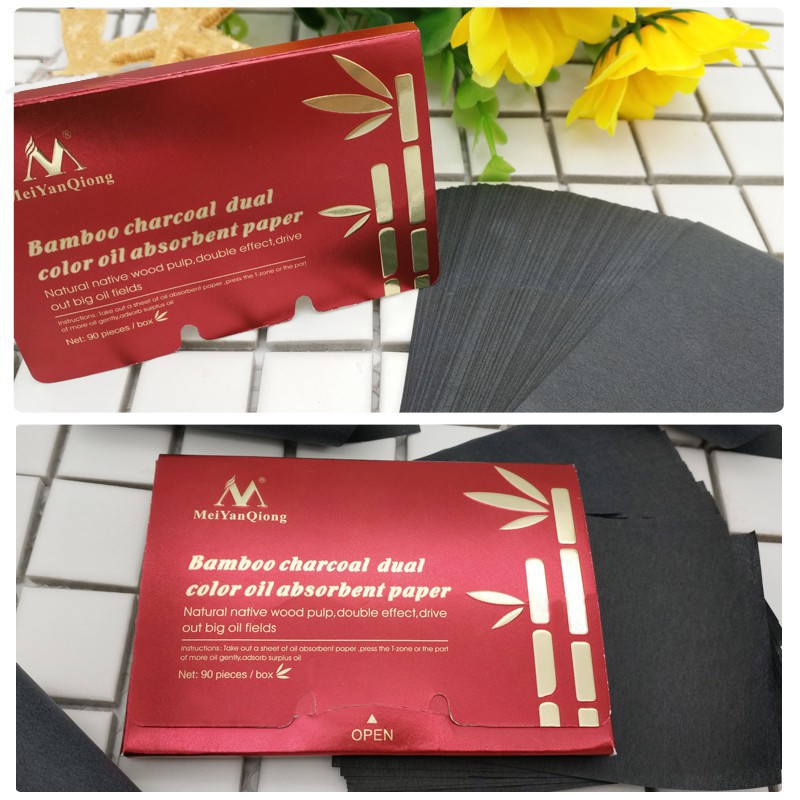 ®
MeiYanQiong
Bamboo charcoal dual
color oil absorbent paper
Natural native wood pulp,double effect,drive
out big oil fields
Instructions: Take out a sheet of oil absorbent paper ,press the T-zone or the part
of more oil gently,adsorb surplus oil
Net: 90 pieces / box
®
MeiYanQiong
Bamboo charcoal dual
color oil absorbent paper
Natural native wood pulp,double effect,drive
out big oil fields
Instructions: Take out a sheet of oil absorbent paper ,press the T-zone or the part
of more oil gently,adsorb surplus oil
Net: 90 pieces / box
OPEN